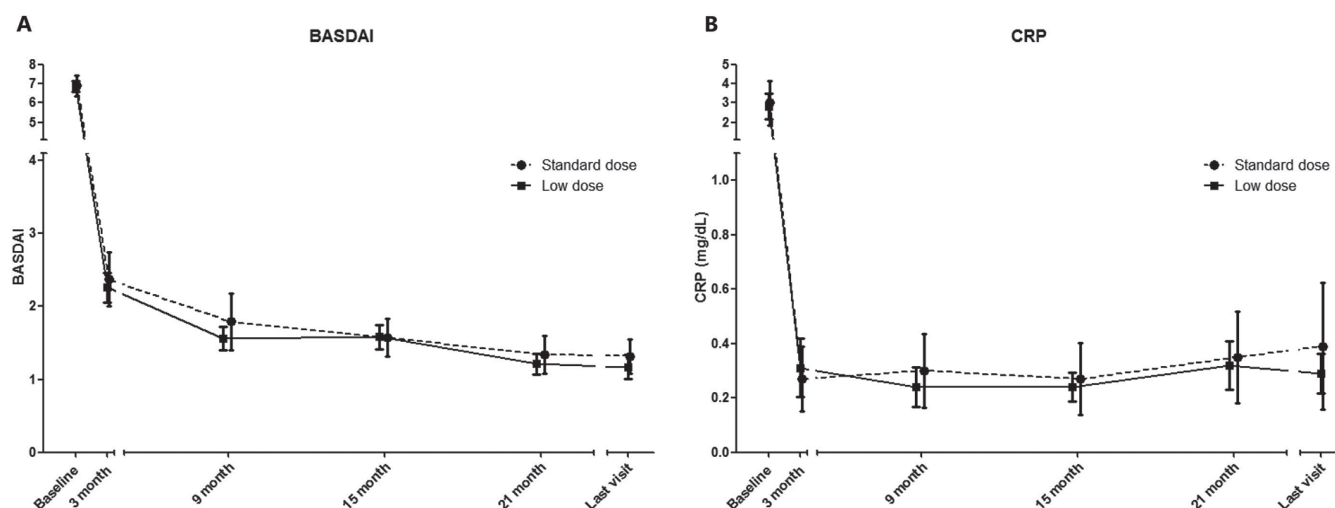 A
BASDAI
8
7
6
5
4
3
2
1
0
BASDAI
Standard dose
Low dose
Baseline
3 month
9 month
15 month
21 month
Last visit
B
CRP
5
4
3
2
1.0
0.8
0.6
0.4
0.2
0.0
CRP (mg/dL)
Standard dose
Low dose
Baseline
3 month
9 month
15 month
21 month
Last visit